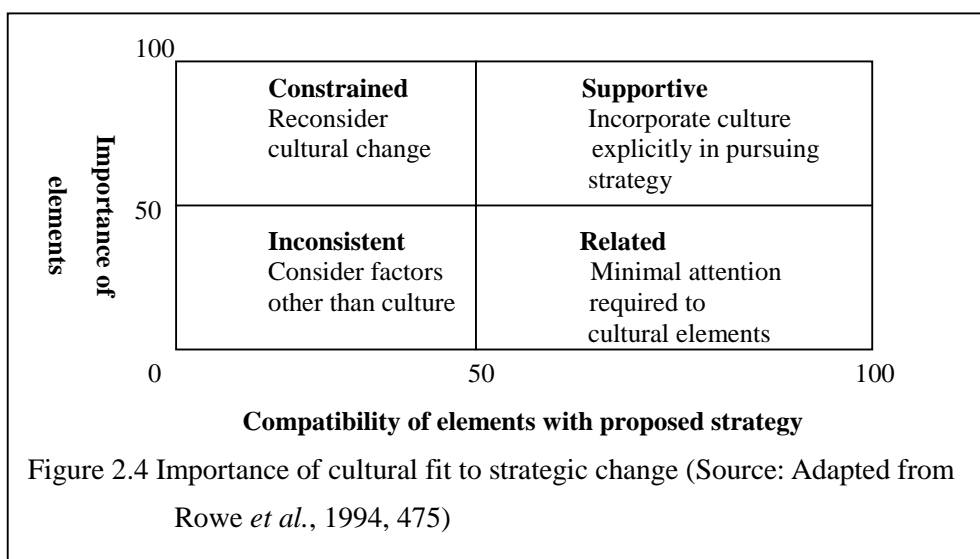 100
Constrained
Reconsider
cultural change
Supportive
Incorporate culture
explicitly in pursuing
strategy
Importance of
elements
50
Inconsistent
Consider factors
other than culture
Related
Minimal attention
required to
cultural elements
0 50 100
Compatibility of elements with proposed strategy
Figure 2.4 Importance of cultural fit to strategic change (Source: Adapted from
Rowe et al., 1994, 475)